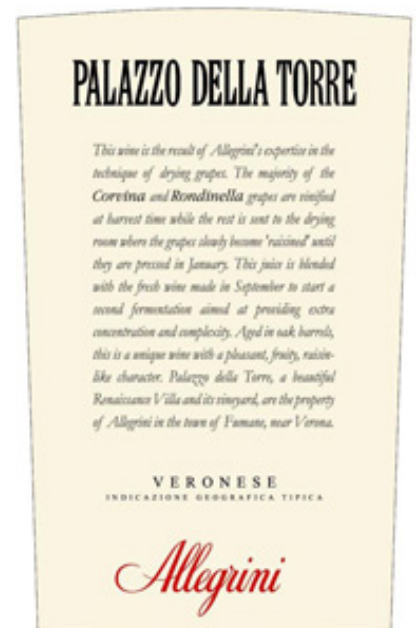 PALAZZO DELLA TORRE
This wine is the result of Allegrini's expertise in the
technique of drying grapes. The majority of the
Corvina and Rondinella grapes are vinified
at harvest time while the rest is sent to the drying
room where the grapes slowly become 'raisined' until
they are pressed in January. This juice is blended
with the fresh wine made in September to start a
second fermentation aimed at providing extra
concentration and complexity. Aged in oak barrels,
this is a unique wine with a pleasant, fruity, raisin-
like character. Palazzo della Torre, a beautiful
Renaissance Villa and its vineyard, are the property
of Allegrini in the town of Fumane, near Verona.
VERONESE
INDICAZIONE GEOGRAFICA TIPICA
Allegrini